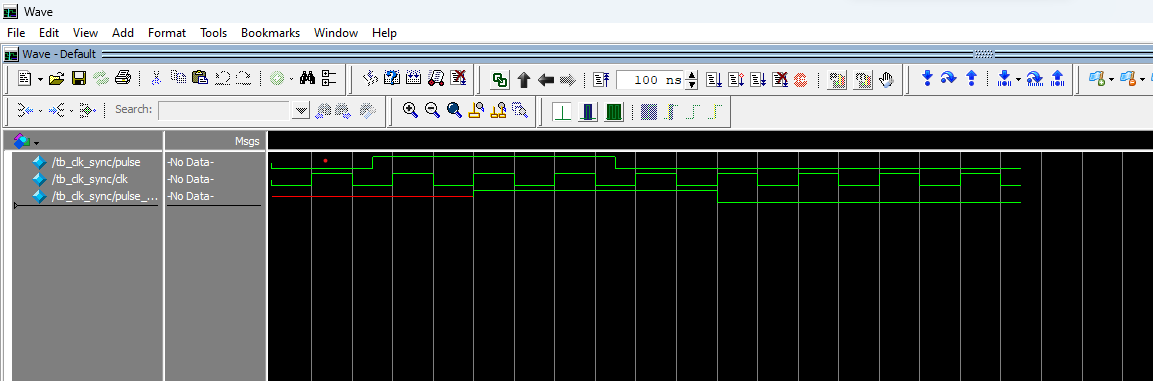 Wave
File Edit View Add Format Tools Bookmarks Window Help
Wave - Default
100 ns
Search:
Msgs
/tb_clk_sync/pulse -No Data-
/tb_clk_sync/clk -No Data-
/tb_clk_sync/pulse_... -No Data-